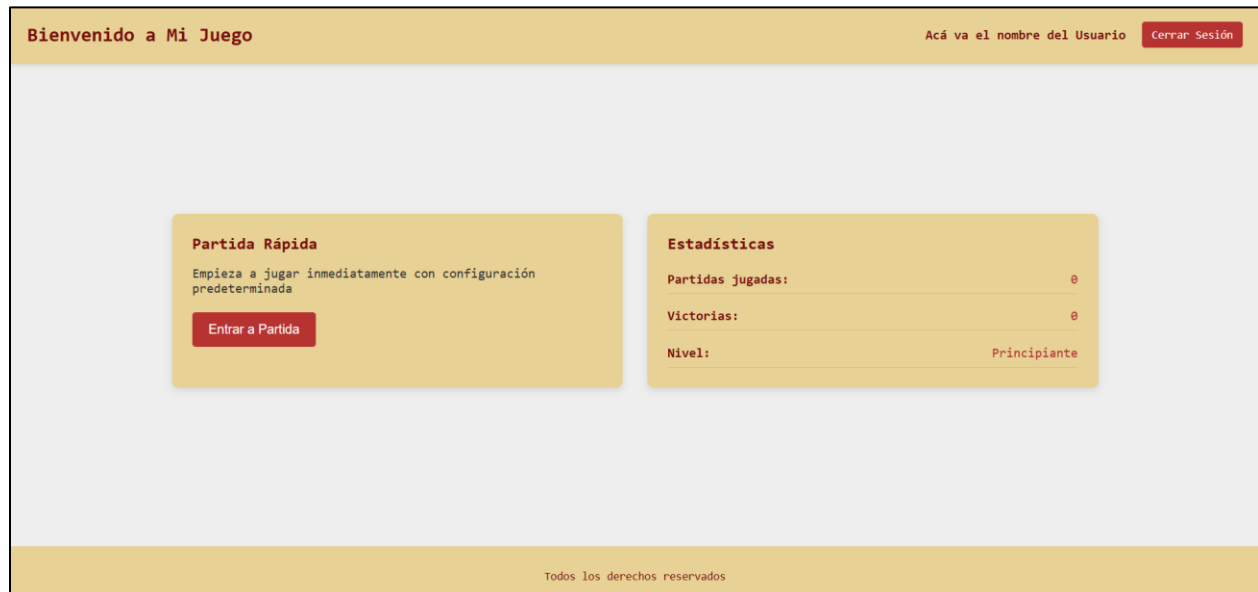 Bienvenido a Mi Juego
Acá va el nombre del Usuario
Cerrar Sesión
Partida Rápida
Empieza a jugar inmediatamente con configuración
predeterminada
Entrar a Partida
Estadísticas
Partidas jugadas: 0
Victorias: 0
Nivel: Principiante
Todos los derechos reservados